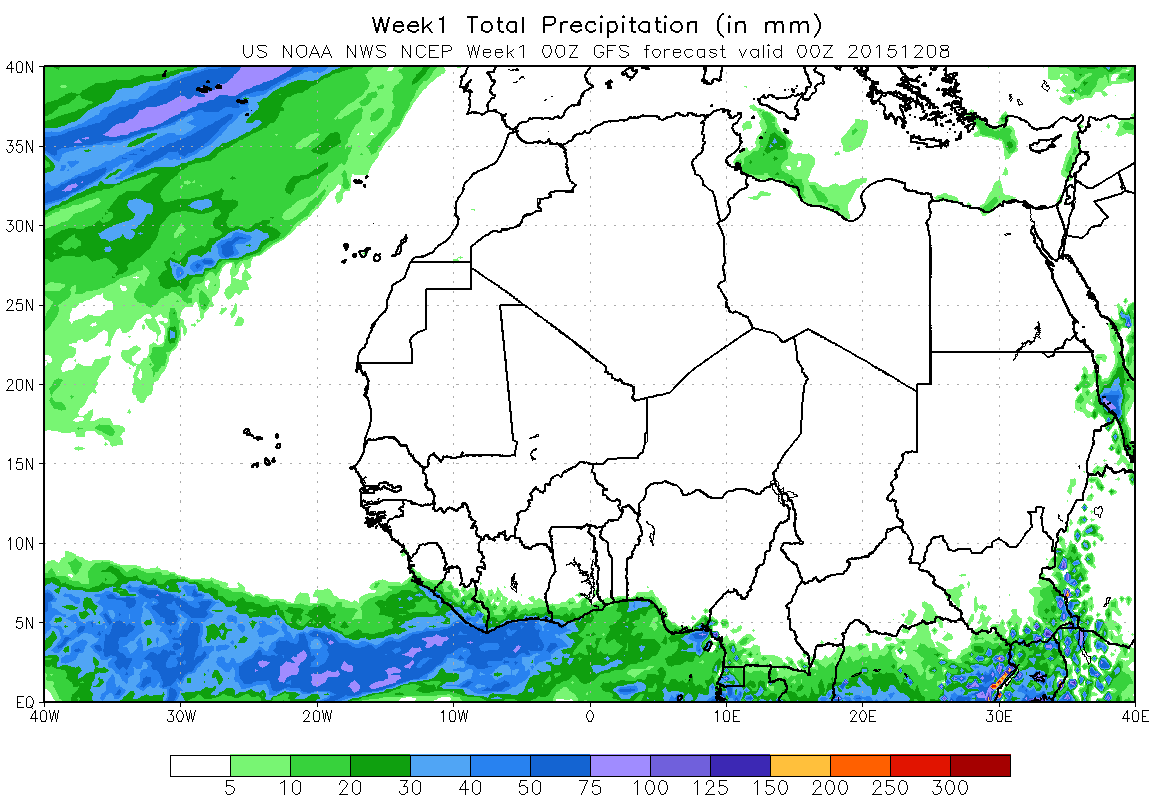 Week1 Total Precipitation (in mm)
US NOAA NWS NCEP Week1 00Z GFS forecast valid 00Z 20151208
40N
35N
30N
25N
20N
15N
10N
5N
EQ
40W 30W 20W 10W 0 10E 20E 30E 40E
5 10 20 30 40 50 75 100 125 150 200 250 300